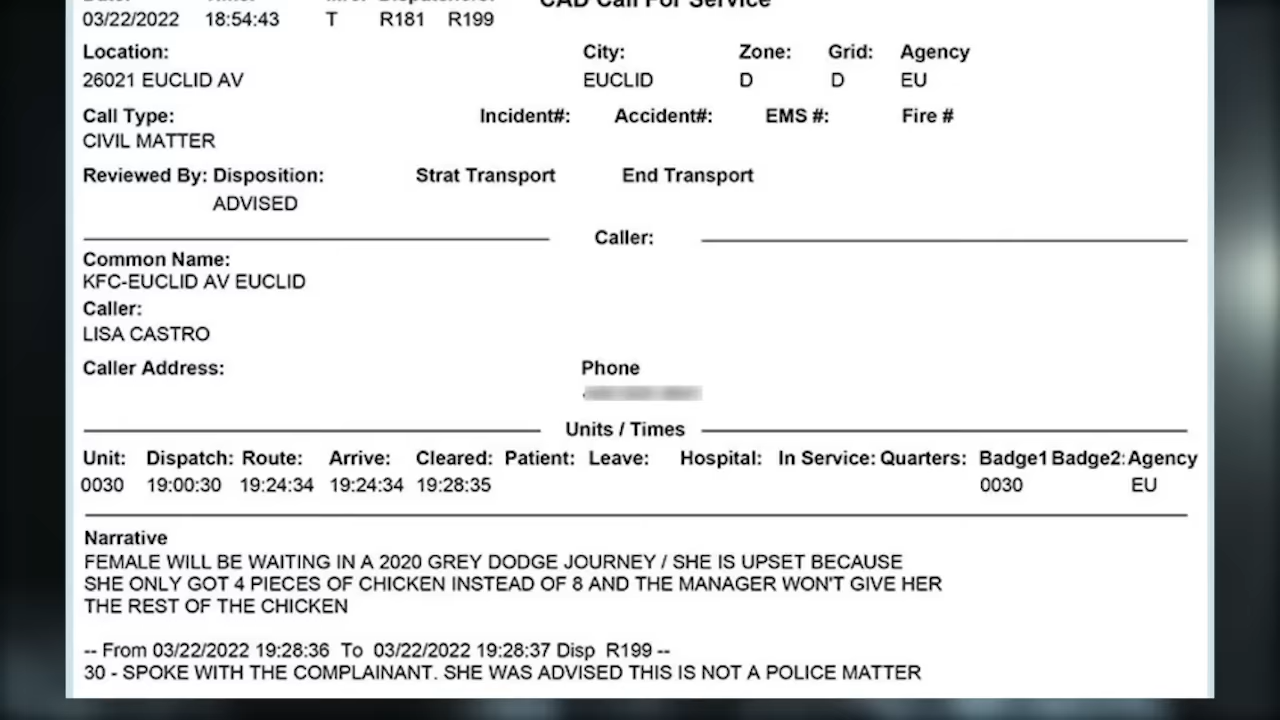 CAD Call For Service
03/22/2022 18:54:43 T R181 R199
Location: City: Zone: Grid: Agency
26021 EUCLID AV EUCLID D D EU
Call Type: Incident#: Accident#: EMS #: Fire #
CIVIL MATTER
Reviewed By: Disposition: Strat Transport End Transport
ADVISED
Caller:
Common Name:
KFC-EUCLID AV EUCLID
Caller:
LISA CASTRO
Caller Address: Phone
Units / Times
Unit: Dispatch: Route: Arrive: Cleared: Patient: Leave: Hospital: In Service: Quarters: Badge1 Badge2: Agency
0030 19:00:30 19:24:34 19:24:34 19:28:35 0030 EU
Narrative
FEMALE WILL BE WAITING IN A 2020 GREY DODGE JOURNEY / SHE IS UPSET BECAUSE
SHE ONLY GOT 4 PIECES OF CHICKEN INSTEAD OF 8 AND THE MANAGER WON'T GIVE HER
THE REST OF THE CHICKEN
-- From 03/22/2022 19:28:36 To 03/22/2022 19:28:37 Disp R199 --
30 - SPOKE WITH THE COMPLAINANT. SHE WAS ADVISED THIS IS NOT A POLICE MATTER